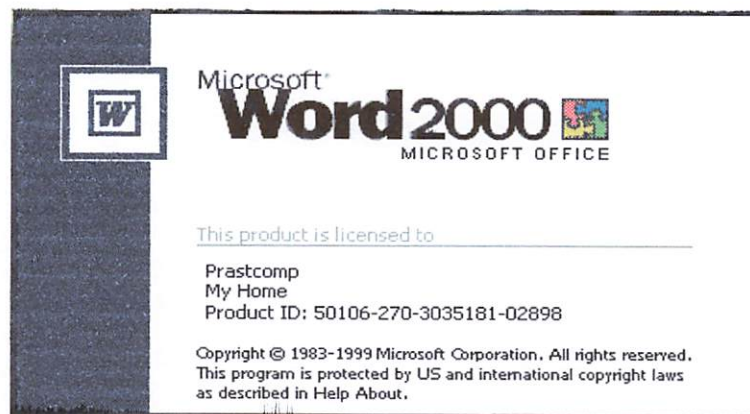 Microsoft®
Word 2000
MICROSOFT OFFICE
W
This product is licensed to
Prastcomp
My Home
Product ID: 50106-270-3035181-02898
Copyright © 1983-1999 Microsoft Corporation. All rights reserved.
This program is protected by US and international copyright laws
as described in Help About.